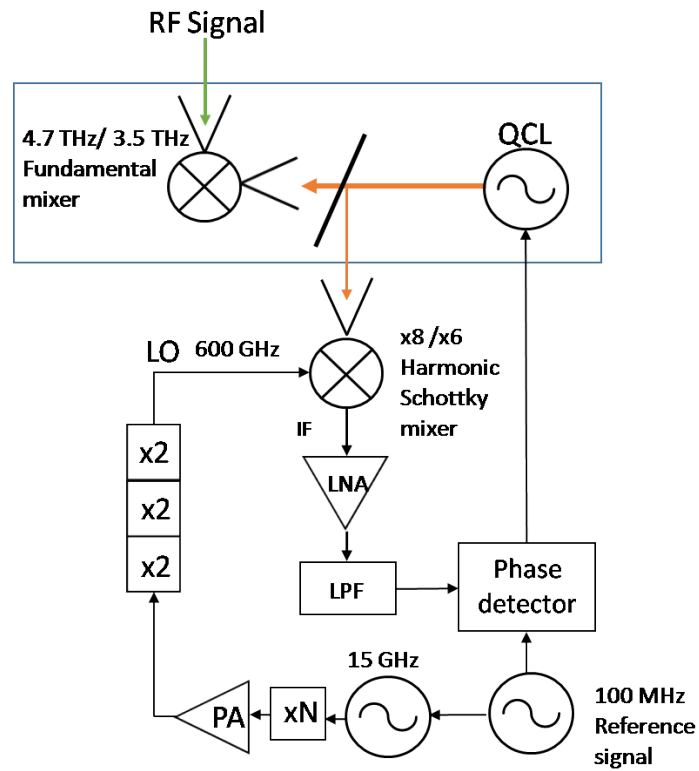 RF Signal
4.7 THz/ 3.5 THz
Fundamental
mixer
QCL
LO
600 GHz
x8 /x6
Harmonic
Schottky
mixer
IF
x2
x2
x2
LNA
LPF
Phase
detector
15 GHz
PA
xN
100 MHz
Reference
signal